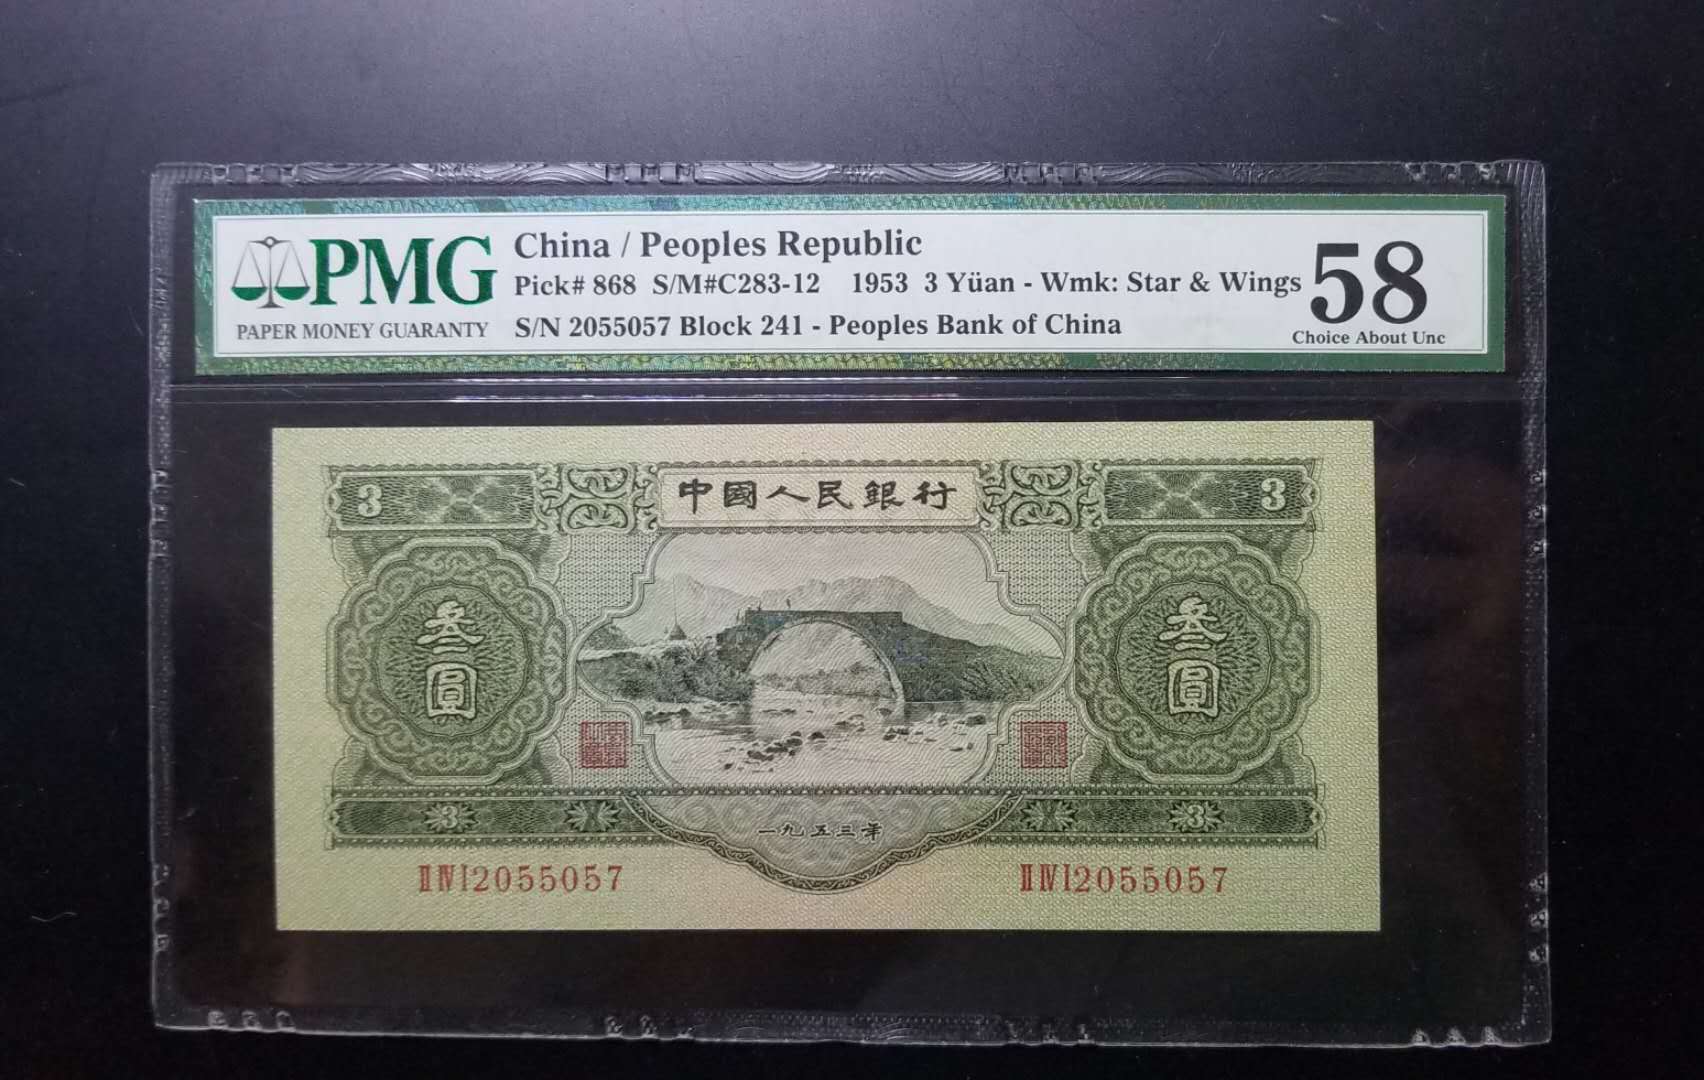 PMG
PAPER MONEY GUARANTY
China / Peoples Republic
Pick# 868 S/M#C283-12 1953 3 Yüan - Wmk: Star & Wings
S/N 2055057 Block 241 - Peoples Bank of China
58
Choice About Unc
3 中國人民銀行 3
叁圓 叁圓
3 3
一九五三年
ⅡⅣⅠ2055057 ⅡⅣⅠ2055057